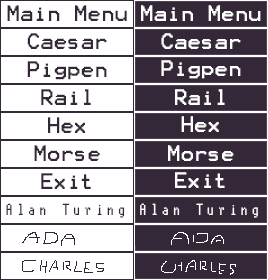 Main Menu Main Menu
Caesar Caesar
Pigpen Pigpen
Rail Rail
Hex Hex
Morse Morse
Exit Exit
Alan Turing Alan Turing
ADA ADA
CHARLES CHARLES